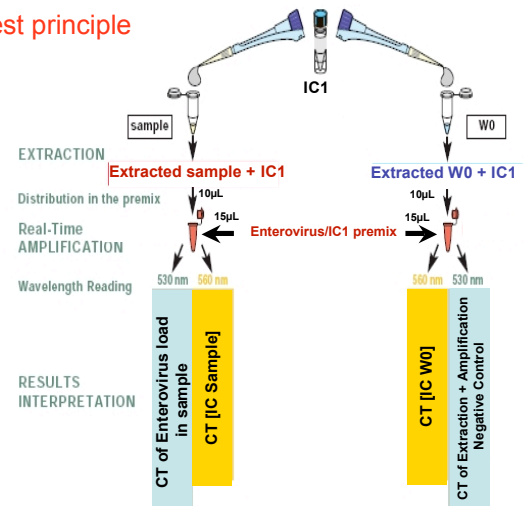 est principle
IC1
sample
W0
EXTRACTION
Extracted sample + IC1
Extracted W0 + IC1
Distribution in the premix
10µL
10µL
15µL
15µL
Real-Time
AMPLIFICATION
Enterovirus/IC1 premix
Wavelength Reading
530 nm
560 nm
560 nm
530 nm
RESULTS
INTERPRETATION
CT of Enterovirus load
in sample
CT [IC Sample]
CT [IC W0]
CT of Extraction + Amplification
Negative Control